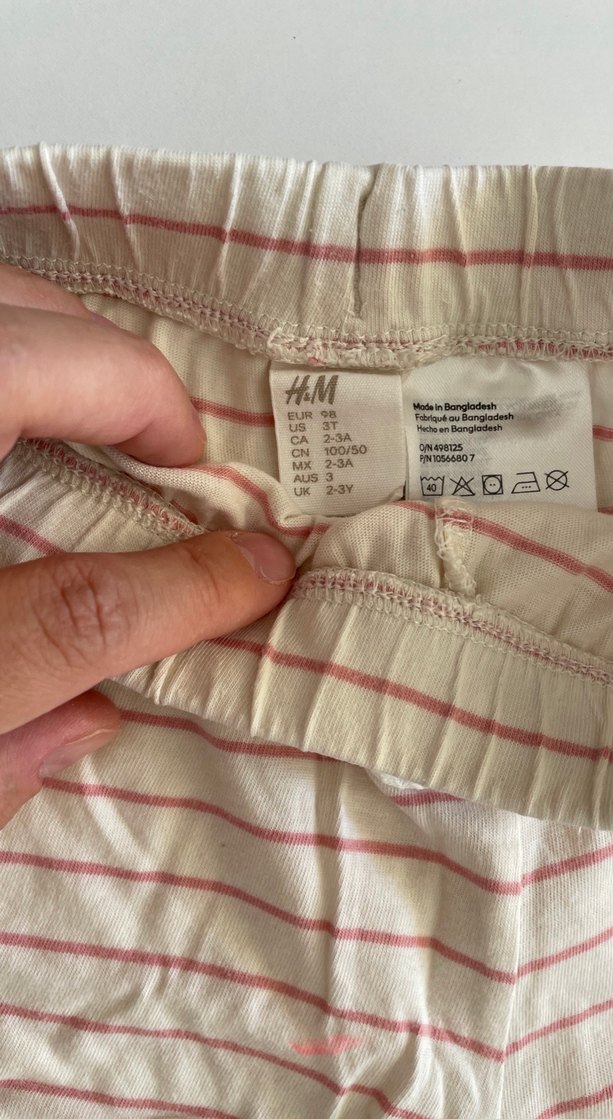 H&M
EUR 98
US 3T
CA 2-3A
CN 100/50
MX 2-3A
AUS 3
UK 2-3Y
Made in Bangladesh
Fabriqué au Bangladesh
Hecho en Bangladesh
O/N 498125
P/N 1056680 7
40